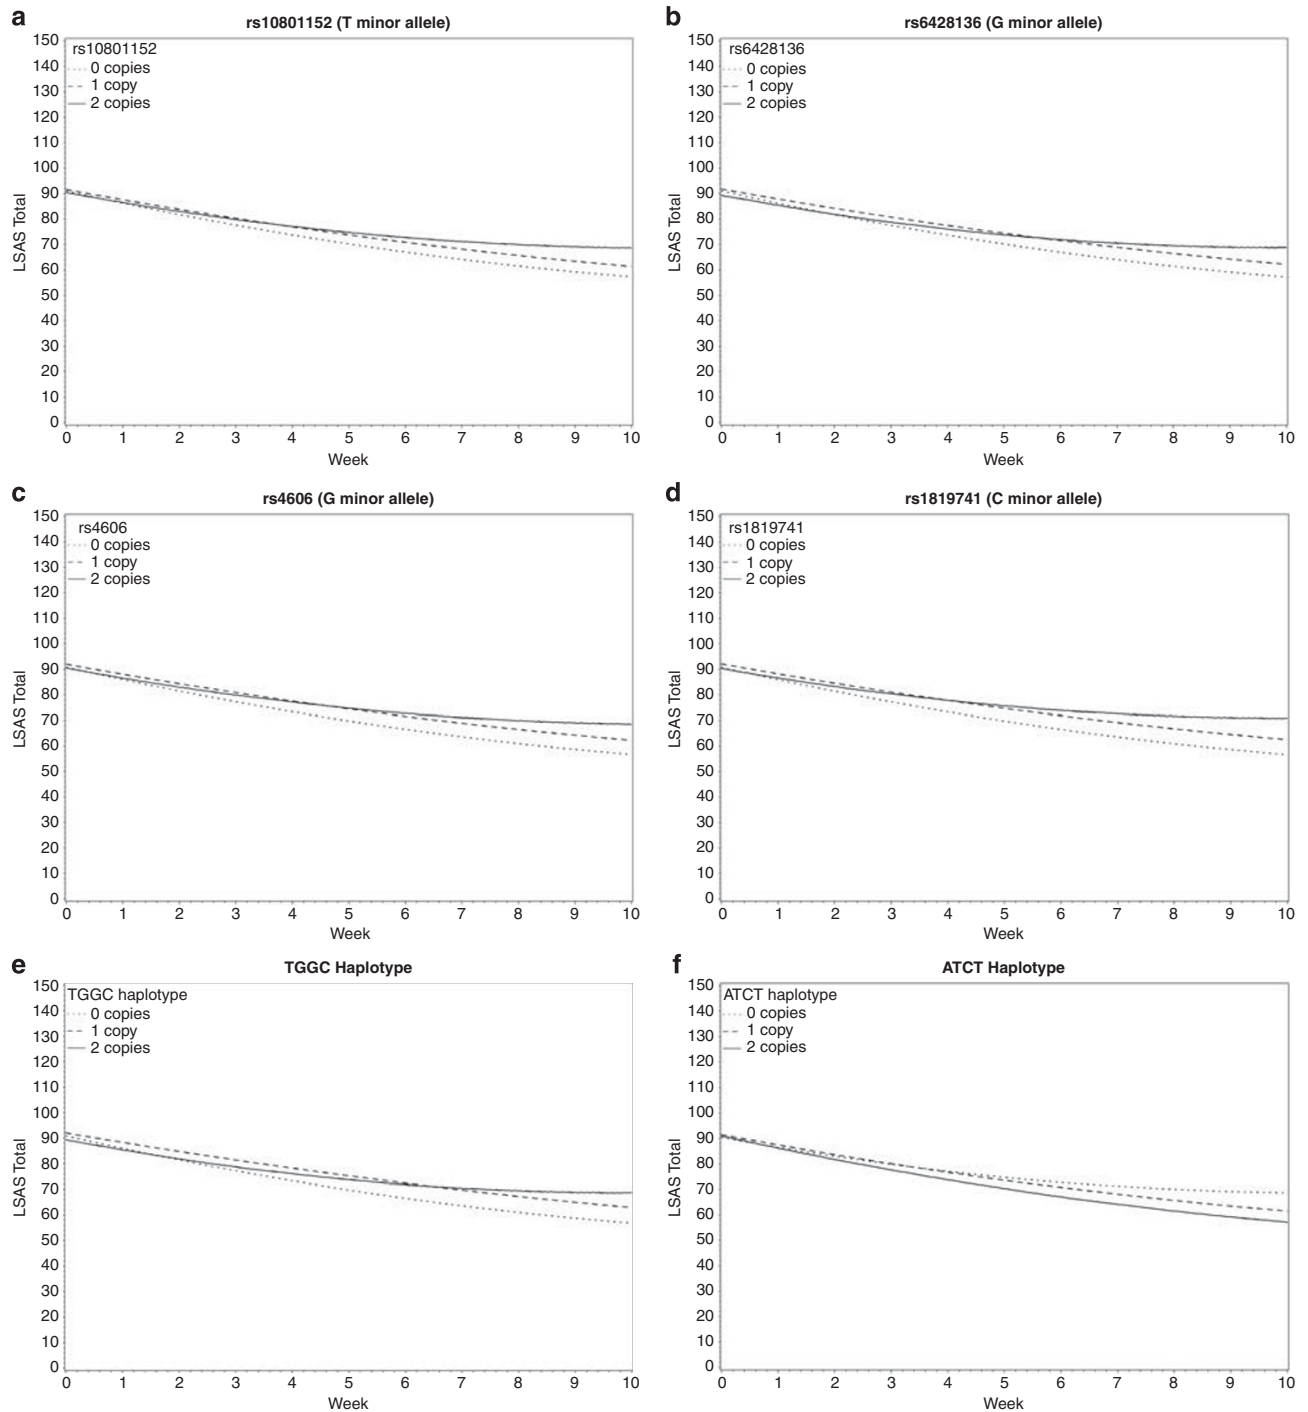 a
rs10801152 (T minor allele)
rs10801152
0 copies
1 copy
2 copies
LSAS Total
150
140
130
120
110
100
90
80
70
60
50
40
30
20
10
0
0 1 2 3 4 5 6 7 8 9 10
Week
b
rs6428136 (G minor allele)
rs6428136
0 copies
1 copy
2 copies
LSAS Total
150
140
130
120
110
100
90
80
70
60
50
40
30
20
10
0
0 1 2 3 4 5 6 7 8 9 10
Week
c
rs4606 (G minor allele)
rs4606
0 copies
1 copy
2 copies
LSAS Total
150
140
130
120
110
100
90
80
70
60
50
40
30
20
10
0
0 1 2 3 4 5 6 7 8 9 10
Week
d
rs1819741 (C minor allele)
rs1819741
0 copies
1 copy
2 copies
LSAS Total
150
140
130
120
110
100
90
80
70
60
50
40
30
20
10
0
0 1 2 3 4 5 6 7 8 9 10
Week
e
TGGC Haplotype
TGGC haplotype
0 copies
1 copy
2 copies
LSAS Total
150
140
130
120
110
100
90
80
70
60
50
40
30
20
10
0
0 1 2 3 4 5 6 7 8 9 10
Week
f
ATCT Haplotype
ATCT haplotype
0 copies
1 copy
2 copies
LSAS Total
150
140
130
120
110
100
90
80
70
60
50
40
30
20
10
0
0 1 2 3 4 5 6 7 8 9 10
Week